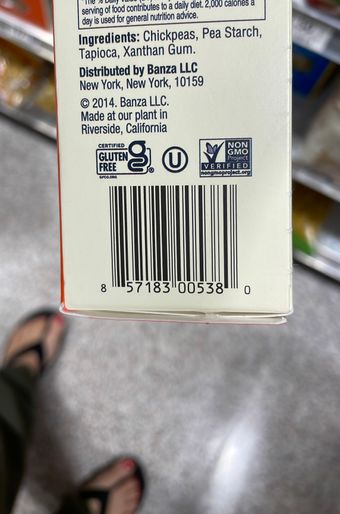 serving of food contributes to a daily diet. 2,000 calories a
day is used for general nutrition advice.
Ingredients: Chickpeas, Pea Starch,
Tapioca, Xanthan Gum.
Distributed by Banza LLC
New York, New York, 10159
© 2014. Banza LLC.
Made at our plant in
Riverside, California
CERTIFIED
GLUTEN
FREE
g
®
GFCO.ORG
U
NON
GMO
Project
VERIFIED
nongmoproject.org
8 57183 00538 0